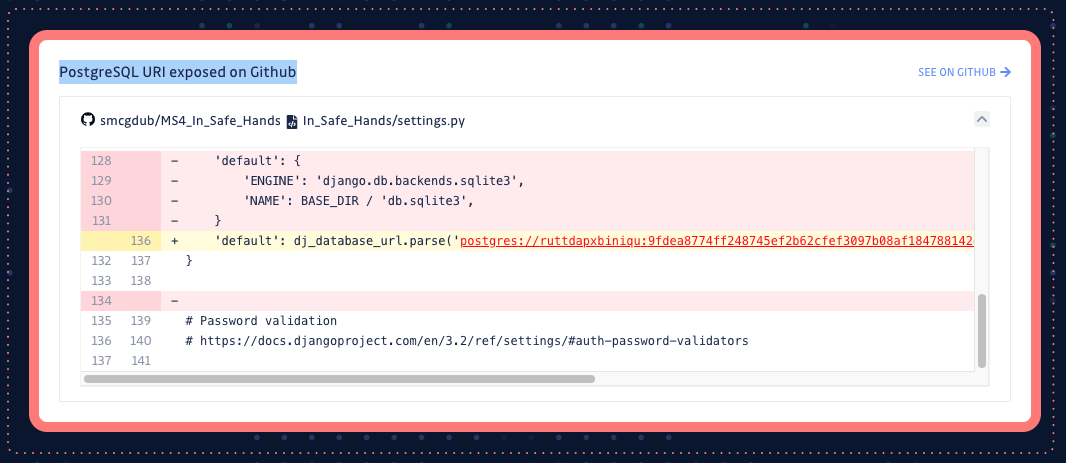 PostgreSQL URI exposed on Github
SEE ON GITHUB →
smcgdub/MS4_In_Safe_Hands In_Safe_Hands/settings.py
128 - 'default': {
129 - 'ENGINE': 'django.db.backends.sqlite3',
130 - 'NAME': BASE_DIR / 'db.sqlite3',
131 - }
136 + 'default': dj_database_url.parse('postgres://ruttdapxbiniqu:9fdea8774ff248745ef2b62cfef3097b08af184788142
132 137 }
133 138
134 -
135 139 # Password validation
136 140 # https://docs.djangoproject.com/en/3.2/ref/settings/#auth-password-validators
137 141